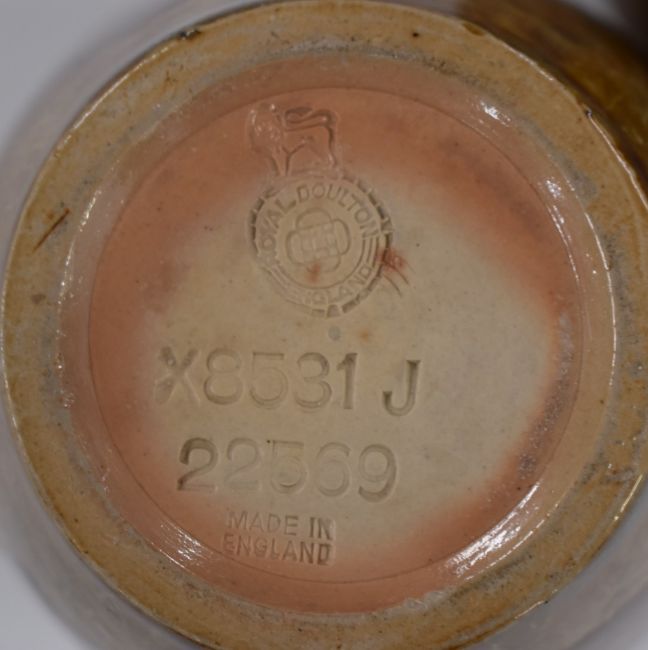 ROYAL DOULTON
ENGLAND
X8531 J
22569
MADE IN
ENGLAND